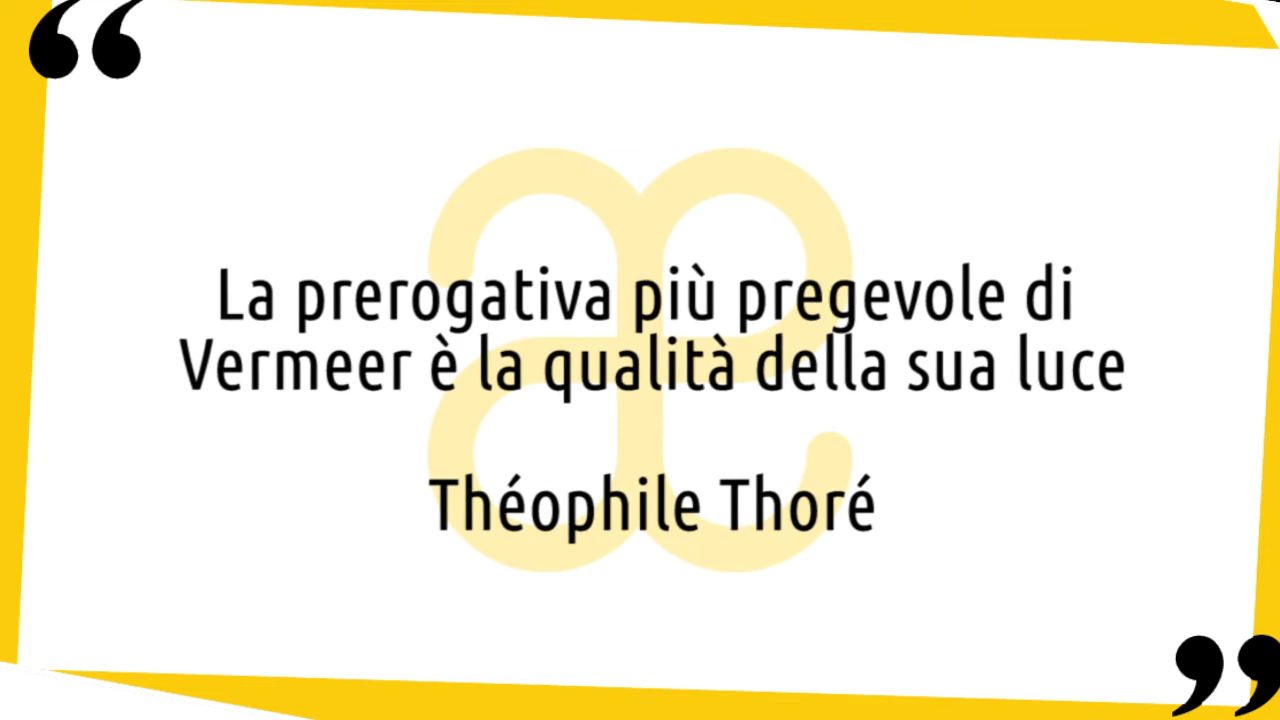 La prerogativa più pregevole di
Vermeer è la qualità della sua luce
Théophile Thoré